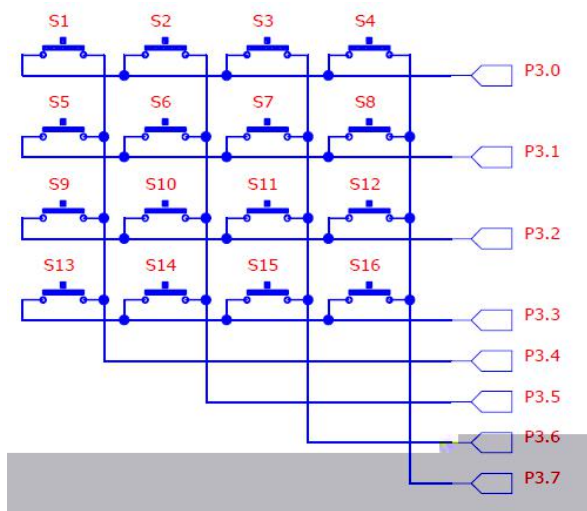 S1 S2 S3 S4
P3.0
S5 S6 S7 S8
P3.1
S9 S10 S11 S12
P3.2
S13 S14 S15 S16
P3.3
P3.4
P3.5
P3.6
P3.7